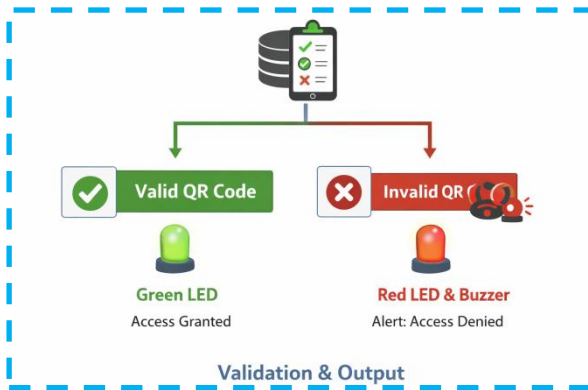 Valid QR Code
Invalid QR
Green LED
Red LED & Buzzer
Access Granted
Alert: Access Denied
Validation & Output